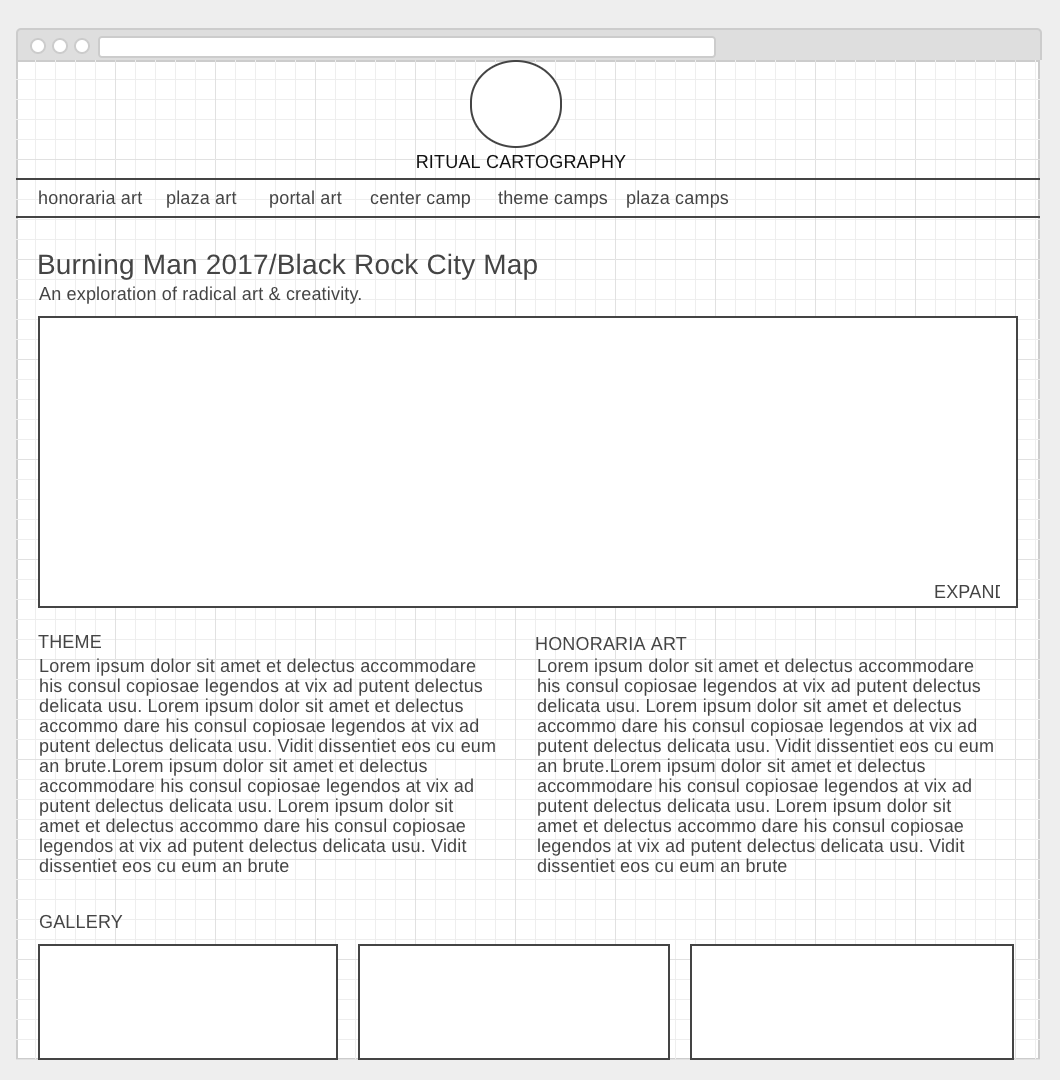 RITUAL CARTOGRAPHY
honoraria art plaza art portal art center camp theme camps plaza camps
Burning Man 2017/Black Rock City Map
An exploration of radical art & creativity.
EXPAND
THEME
Lorem ipsum dolor sit amet et delectus accommodare
his consul copiosae legendos at vix ad putent delectus
delicata usu. Lorem ipsum dolor sit amet et delectus
accommo dare his consul copiosae legendos at vix ad
putent delectus delicata usu. Vidit dissentiet eos cu eum
an brute.Lorem ipsum dolor sit amet et delectus
accommodare his consul copiosae legendos at vix ad
putent delectus delicata usu. Lorem ipsum dolor sit
amet et delectus accommo dare his consul copiosae
legendos at vix ad putent delectus delicata usu. Vidit
dissentiet eos cu eum an brute
HONORARIA ART
Lorem ipsum dolor sit amet et delectus accommodare
his consul copiosae legendos at vix ad putent delectus
delicata usu. Lorem ipsum dolor sit amet et delectus
accommo dare his consul copiosae legendos at vix ad
putent delectus delicata usu. Vidit dissentiet eos cu eum
an brute.Lorem ipsum dolor sit amet et delectus
accommodare his consul copiosae legendos at vix ad
putent delectus delicata usu. Lorem ipsum dolor sit
amet et delectus accommo dare his consul copiosae
legendos at vix ad putent delectus delicata usu. Vidit
dissentiet eos cu eum an brute
GALLERY